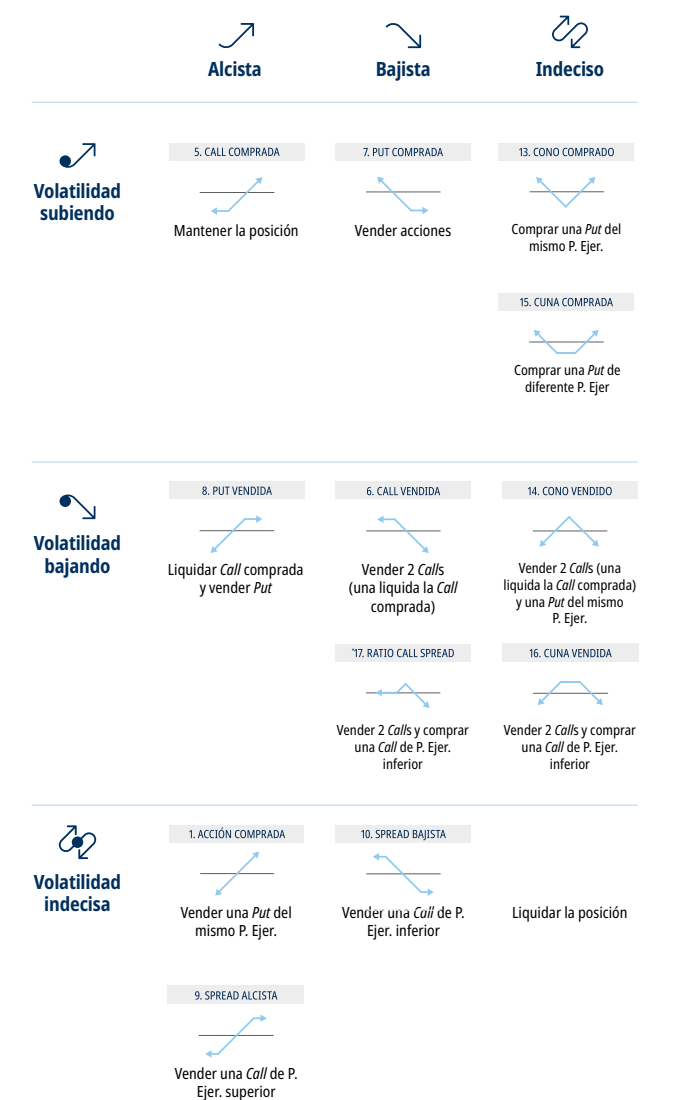 Alcista
Bajista
Indeciso
Volatilidad
subiendo
5. CALL COMPRADA
Mantener la posición
7. PUT COMPRADA
Vender acciones
13. CONO COMPRADO
Comprar una Put del
mismo P. Ejer.
15. CUNA COMPRADA
Comprar una Put de
diferente P. Ejer
Volatilidad
bajando
8. PUT VENDIDA
Liquidar Call comprada
y vender Put
6. CALL VENDIDA
Vender 2 Calls
(una liquida la Call
comprada)
14. CONO VENDIDO
Vender 2 Calls (una
liquida la Call comprada)
y una Put del mismo
P. Ejer.
'17. RATIO CALL SPREAD
Vender 2 Calls y comprar
una Call de P. Ejer.
inferior
16. CUNA VENDIDA
Vender 2 Calls y comprar
una Call de P. Ejer.
inferior
Volatilidad
indecisa
1. ACCIÓN COMPRADA
Vender una Put del
mismo P. Ejer.
10. SPREAD BAJISTA
Vender una Call de P.
Ejer. inferior
Liquidar la posición
9. SPREAD ALCISTA
Vender una Call de P.
Ejer. superior